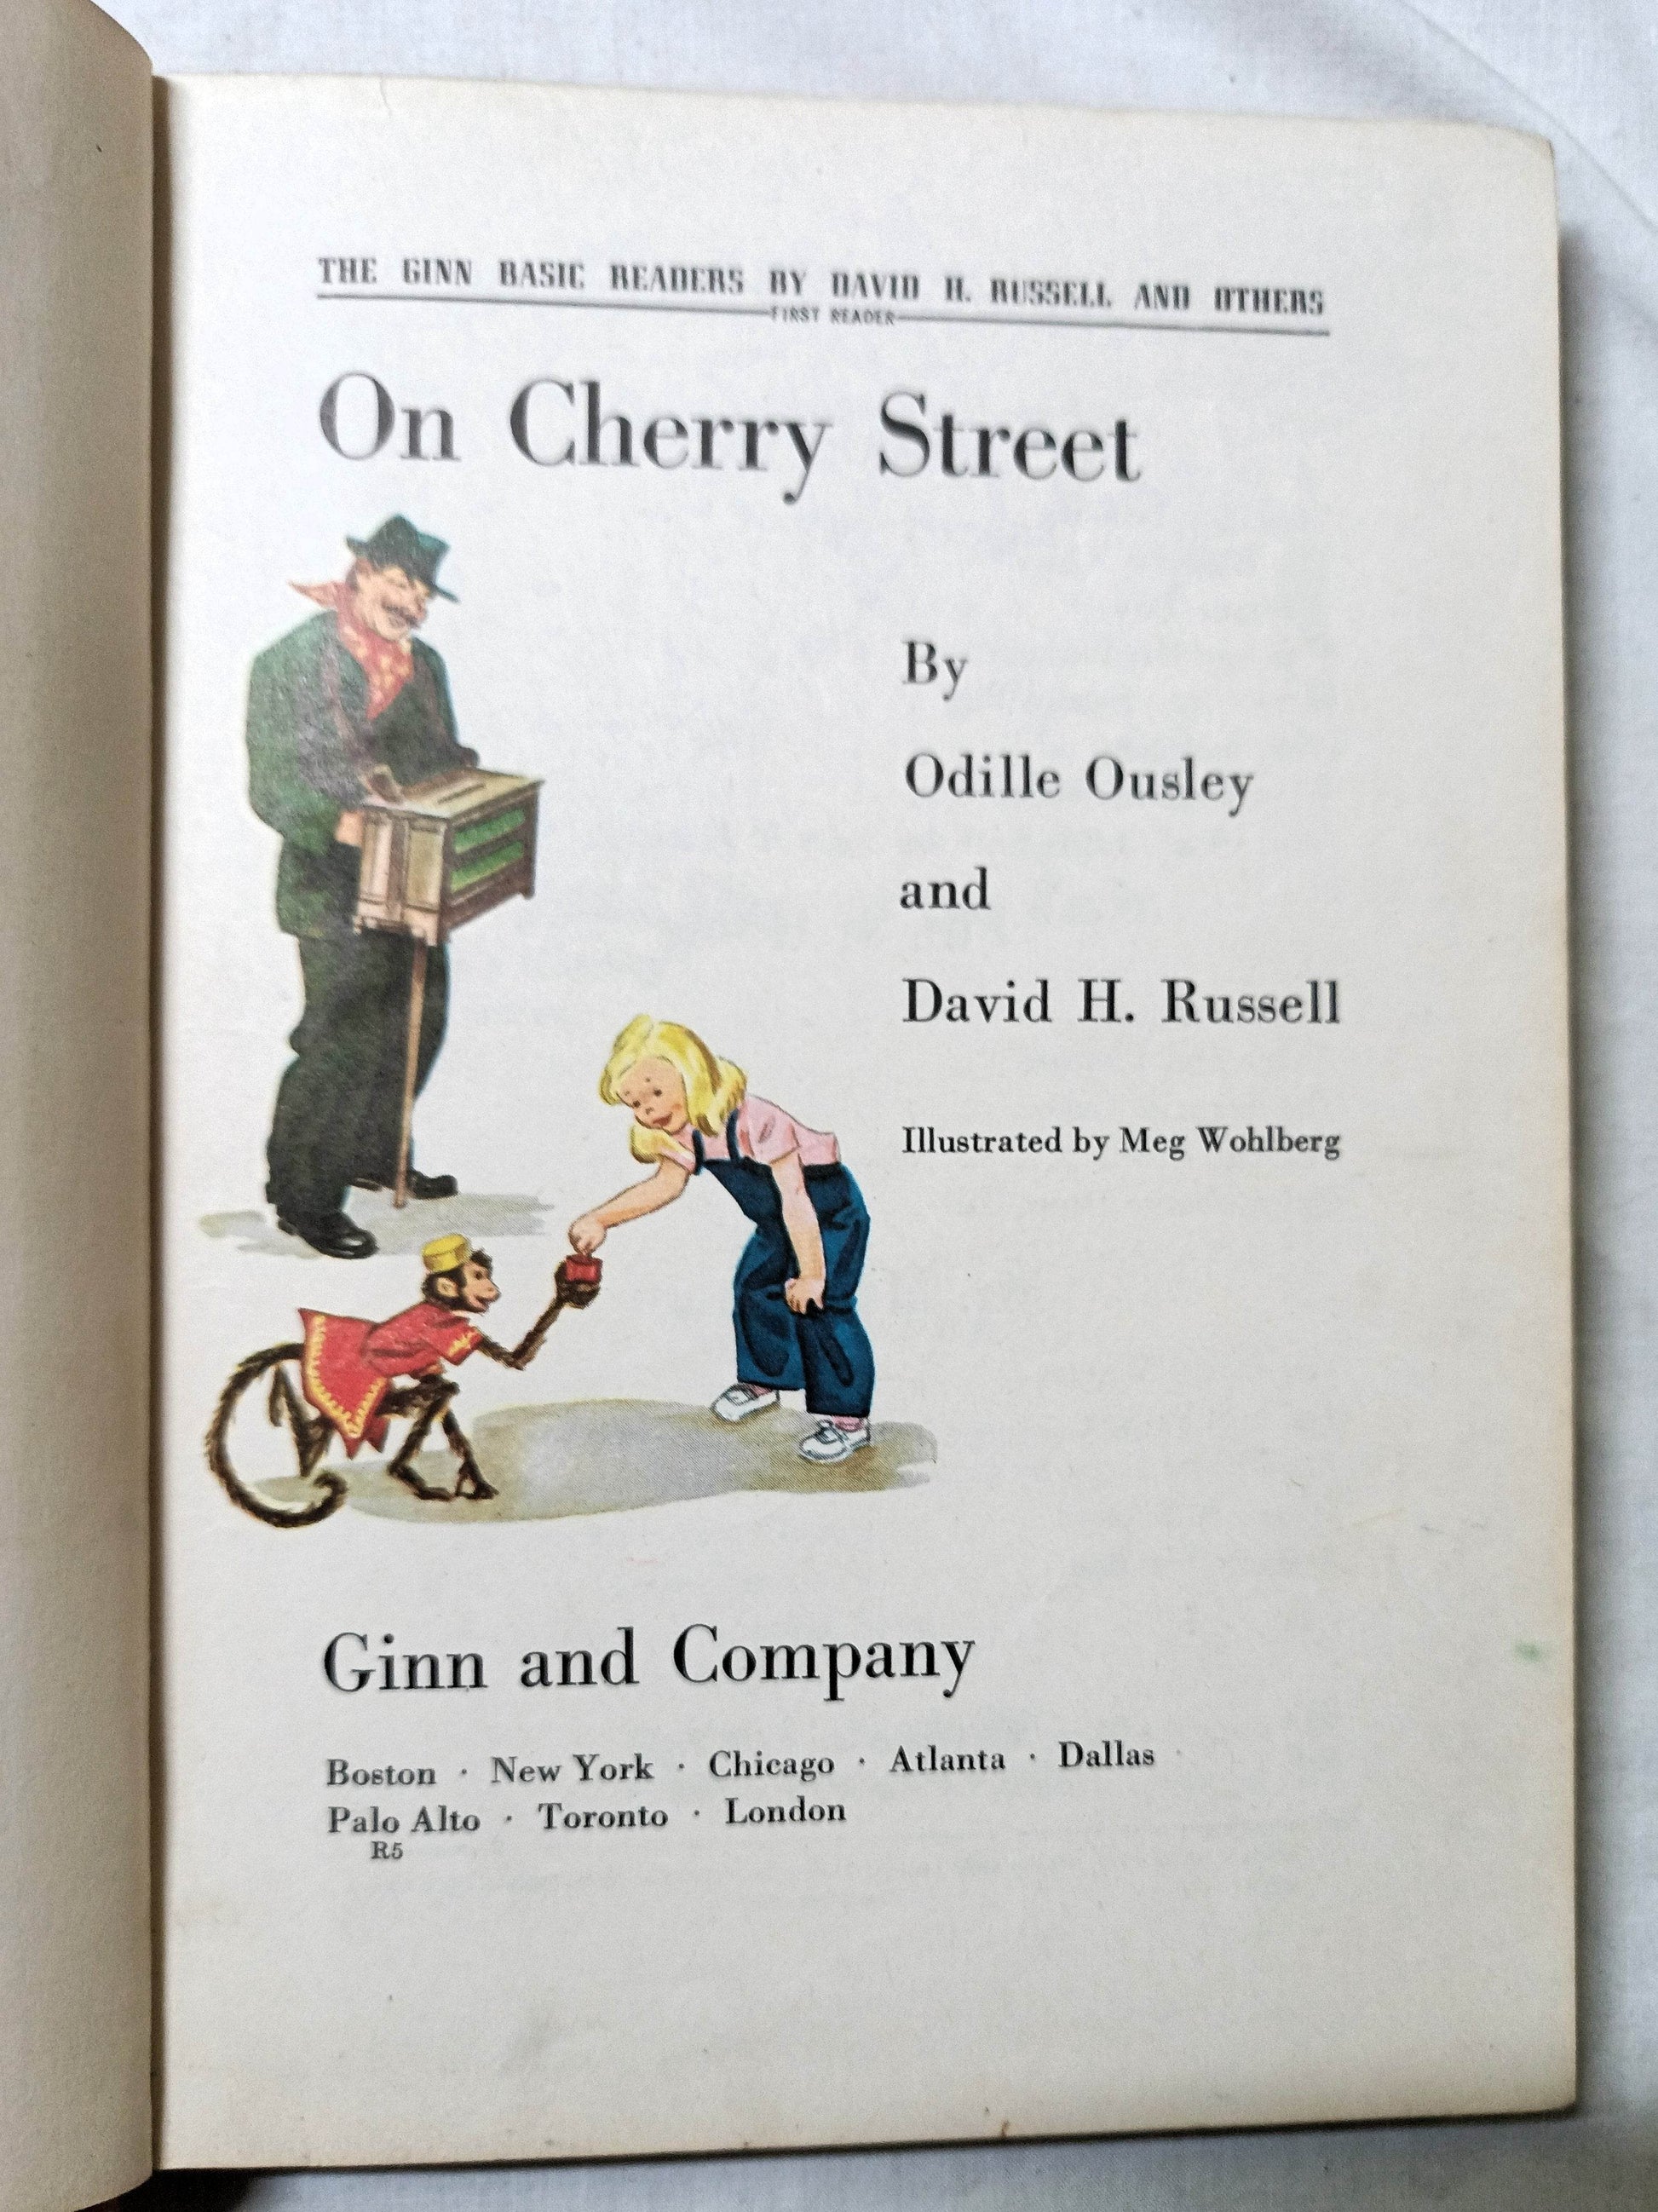 THE GINN BASIC READERS BY DAVID H. RUSSELL AND OTHERS
FIRST READER
On Cherry Street
By
Odille Ousley
and
David H. Russell
Illustrated by Meg Wohlberg
Ginn and Company
Boston · New York · Chicago · Atlanta · Dallas
Palo Alto · Toronto · London
R5